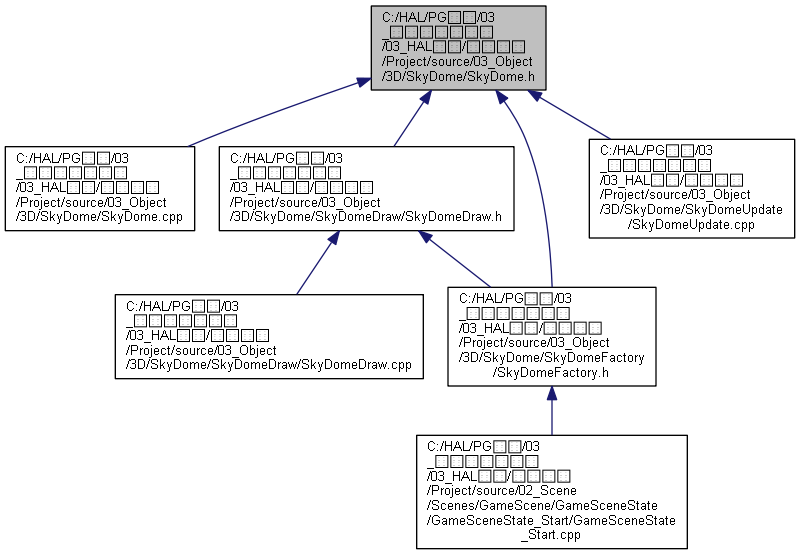 C:/HAL/PG□□/03
_□□□□□□□
/03_HAL□□/□□□□
/Project/source/03_Object
/3D/SkyDome/SkyDome.h
C:/HAL/PG□□/03
_□□□□□□□
/03_HAL□□/□□□□
/Project/source/03_Object
/3D/SkyDome/SkyDome.cpp
C:/HAL/PG□□/03
_□□□□□□□
/03_HAL□□/□□□□
/Project/source/03_Object
/3D/SkyDome/SkyDomeDraw/SkyDomeDraw.h
C:/HAL/PG□□/03
_□□□□□□□
/03_HAL□□/□□□□
/Project/source/03_Object
/3D/SkyDome/SkyDomeUpdate
/SkyDomeUpdate.cpp
C:/HAL/PG□□/03
_□□□□□□□
/03_HAL□□/□□□□
/Project/source/03_Object
/3D/SkyDome/SkyDomeDraw/SkyDomeDraw.cpp
C:/HAL/PG□□/03
_□□□□□□□
/03_HAL□□/□□□□
/Project/source/03_Object
/3D/SkyDome/SkyDomeFactory
/SkyDomeFactory.h
C:/HAL/PG□□/03
_□□□□□□□
/03_HAL□□/□□□□
/Project/source/02_Scene
/Scenes/GameScene/GameSceneState
/GameSceneState_Start/GameSceneState
_Start.cpp